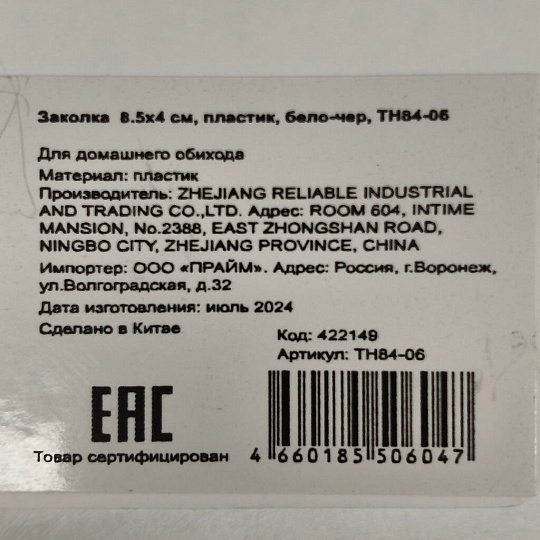 Заколка 8.5х4 см, пластик, бело-чер, TH84-06
Для домашнего обихода
Материал: пластик
Производитель: ZHEJIANG RELIABLE INDUSTRIAL
AND TRADING CO.,LTD. Адрес: ROOM 604, INTIME
MANSION, No.2388, EAST ZHONGSHAN ROAD,
NINGBO CITY, ZHEJIANG PROVINCE, CHINA
Импортер: ООО «ПРАЙМ». Адрес: Россия, г.Воронеж,
ул.Волгоградская, д.32
Дата изготовления: июль 2024
Сделано в Китае
Код: 422149
Артикул: TH84-06
EAC
Товар сертифицирован
4 660185 506047